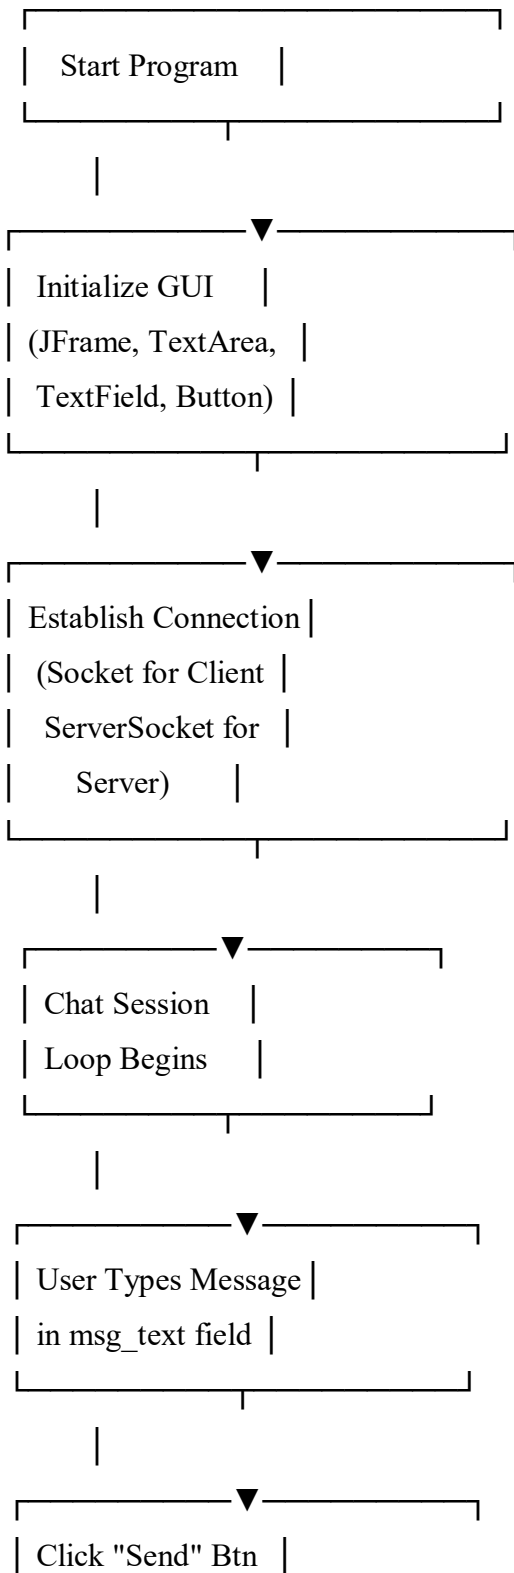 Start Program
Initialize GUI
(JFrame, TextArea,
TextField, Button)
Establish Connection
(Socket for Client
ServerSocket for
Server)
Chat Session
Loop Begins
User Types Message
in msg_text field
Click "Send" Btn